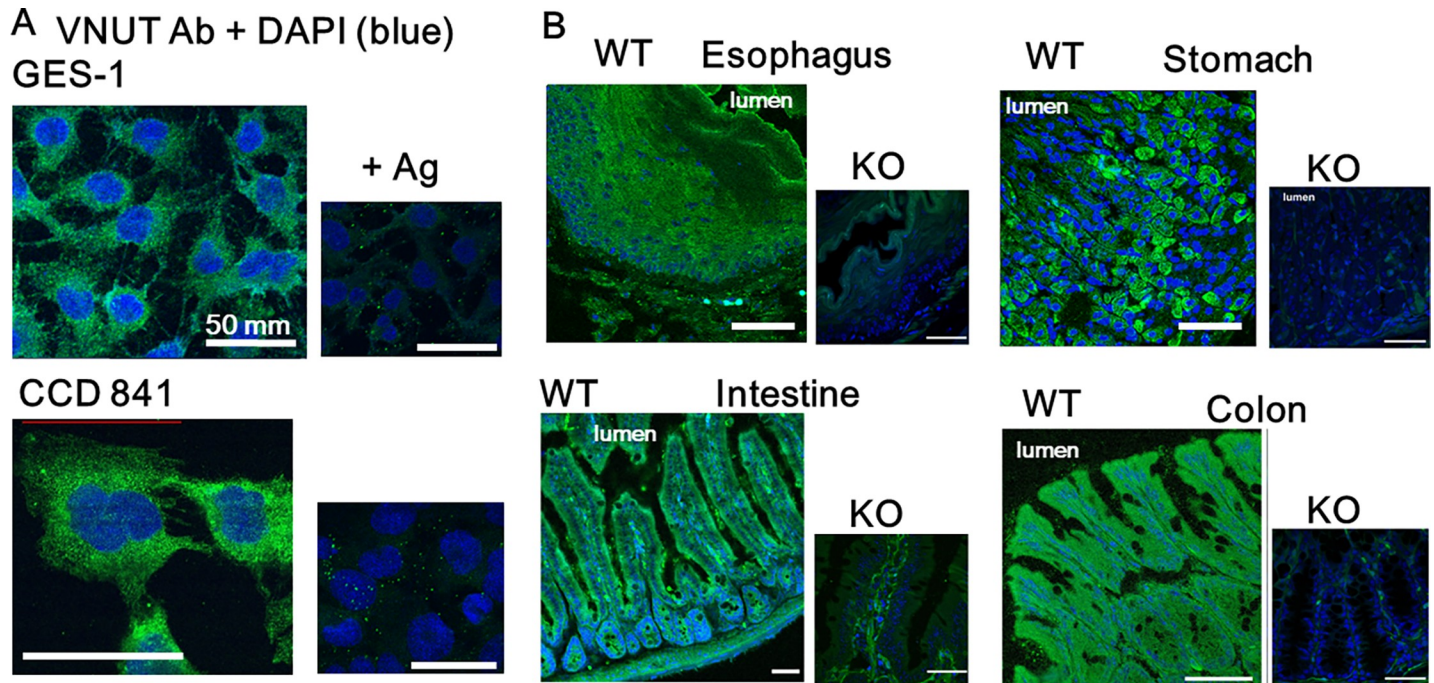 A VNUT Ab + DAPI (blue)
GES-1
50 mm
+ Ag
CCD 841
B
WT Esophagus
lumen
KO
WT Stomach
lumen
KO
lumen
WT Intestine
lumen
KO
WT Colon
lumen
KO